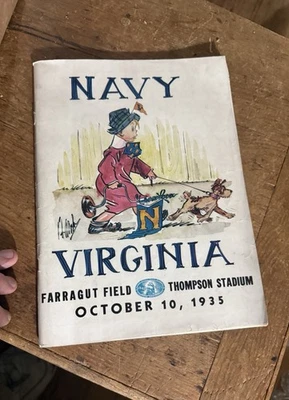 NAVY
N
VIRGINIA
FARRAGUT FIELD THOMPSON STADIUM
OCTOBER 10, 1935